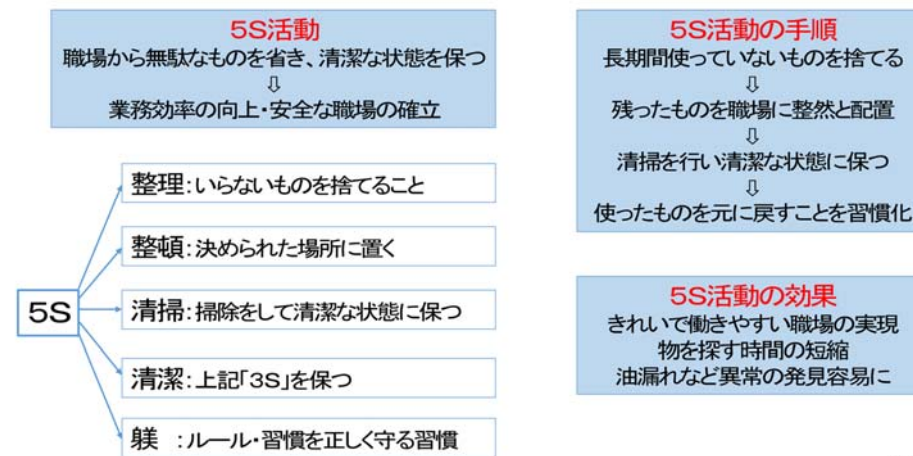 5S活動
職場から無駄なものを省き、清潔な状態を保つ
⇩
業務効率の向上・安全な職場の確立
5S
整理:いらないものを捨てること
整頓:決められた場所に置く
清掃:掃除をして清潔な状態に保つ
清潔:上記「3S」を保つ
躾 :ルール・習慣を正しく守る習慣
5S活動の手順
長期間使っていないものを捨てる
⇩
残ったものを職場に整然と配置
⇩
清掃を行い清潔な状態に保つ
⇩
使ったものを元に戻すことを習慣化
5S活動の効果
きれいで働きやすい職場の実現
物を探す時間の短縮
油漏れなど異常の発見容易に